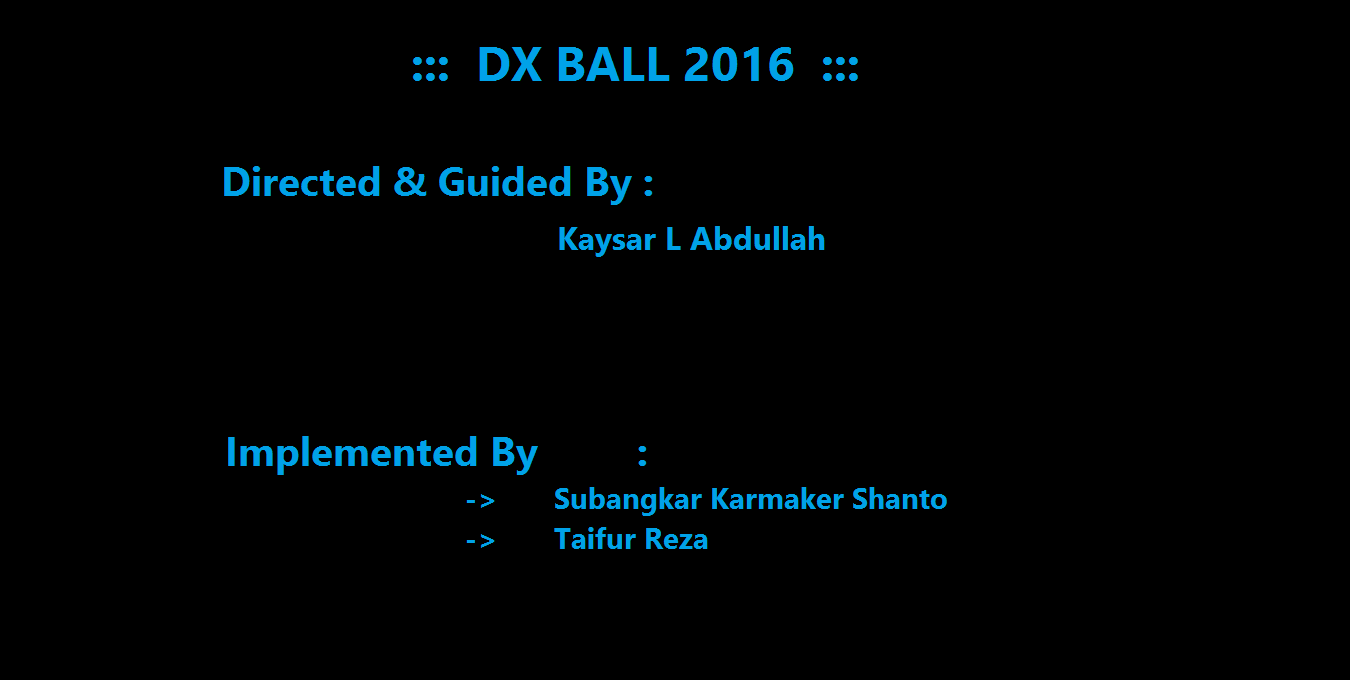 ::: DX BALL 2016 :::
Directed & Guided By :
Kaysar L Abdullah
Implemented By :
-> Subangkar Karmaker Shanto
-> Taifur Reza